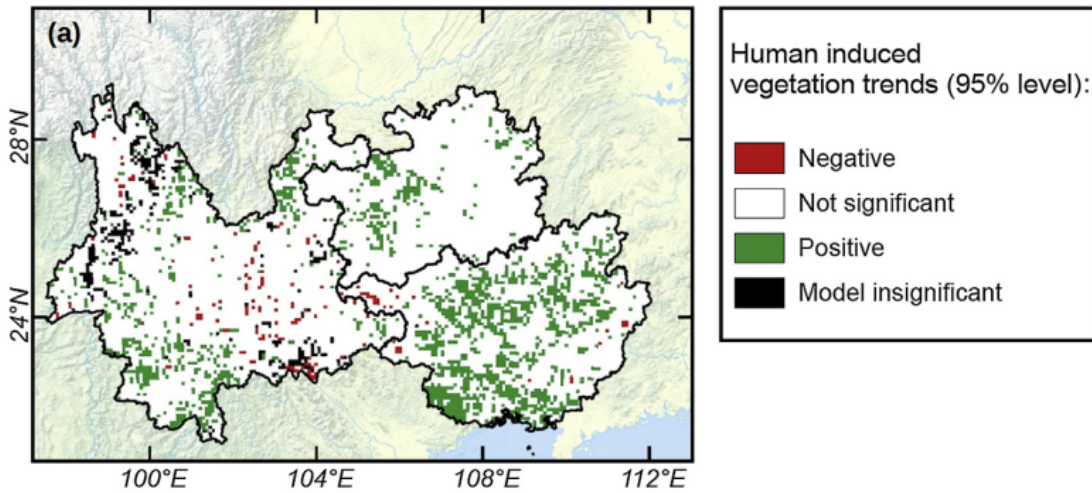 (a)
28°N
24°N
100°E
104°E
108°E
112°E
Human induced
vegetation trends (95% level):
Negative
Not significant
Positive
Model insignificant